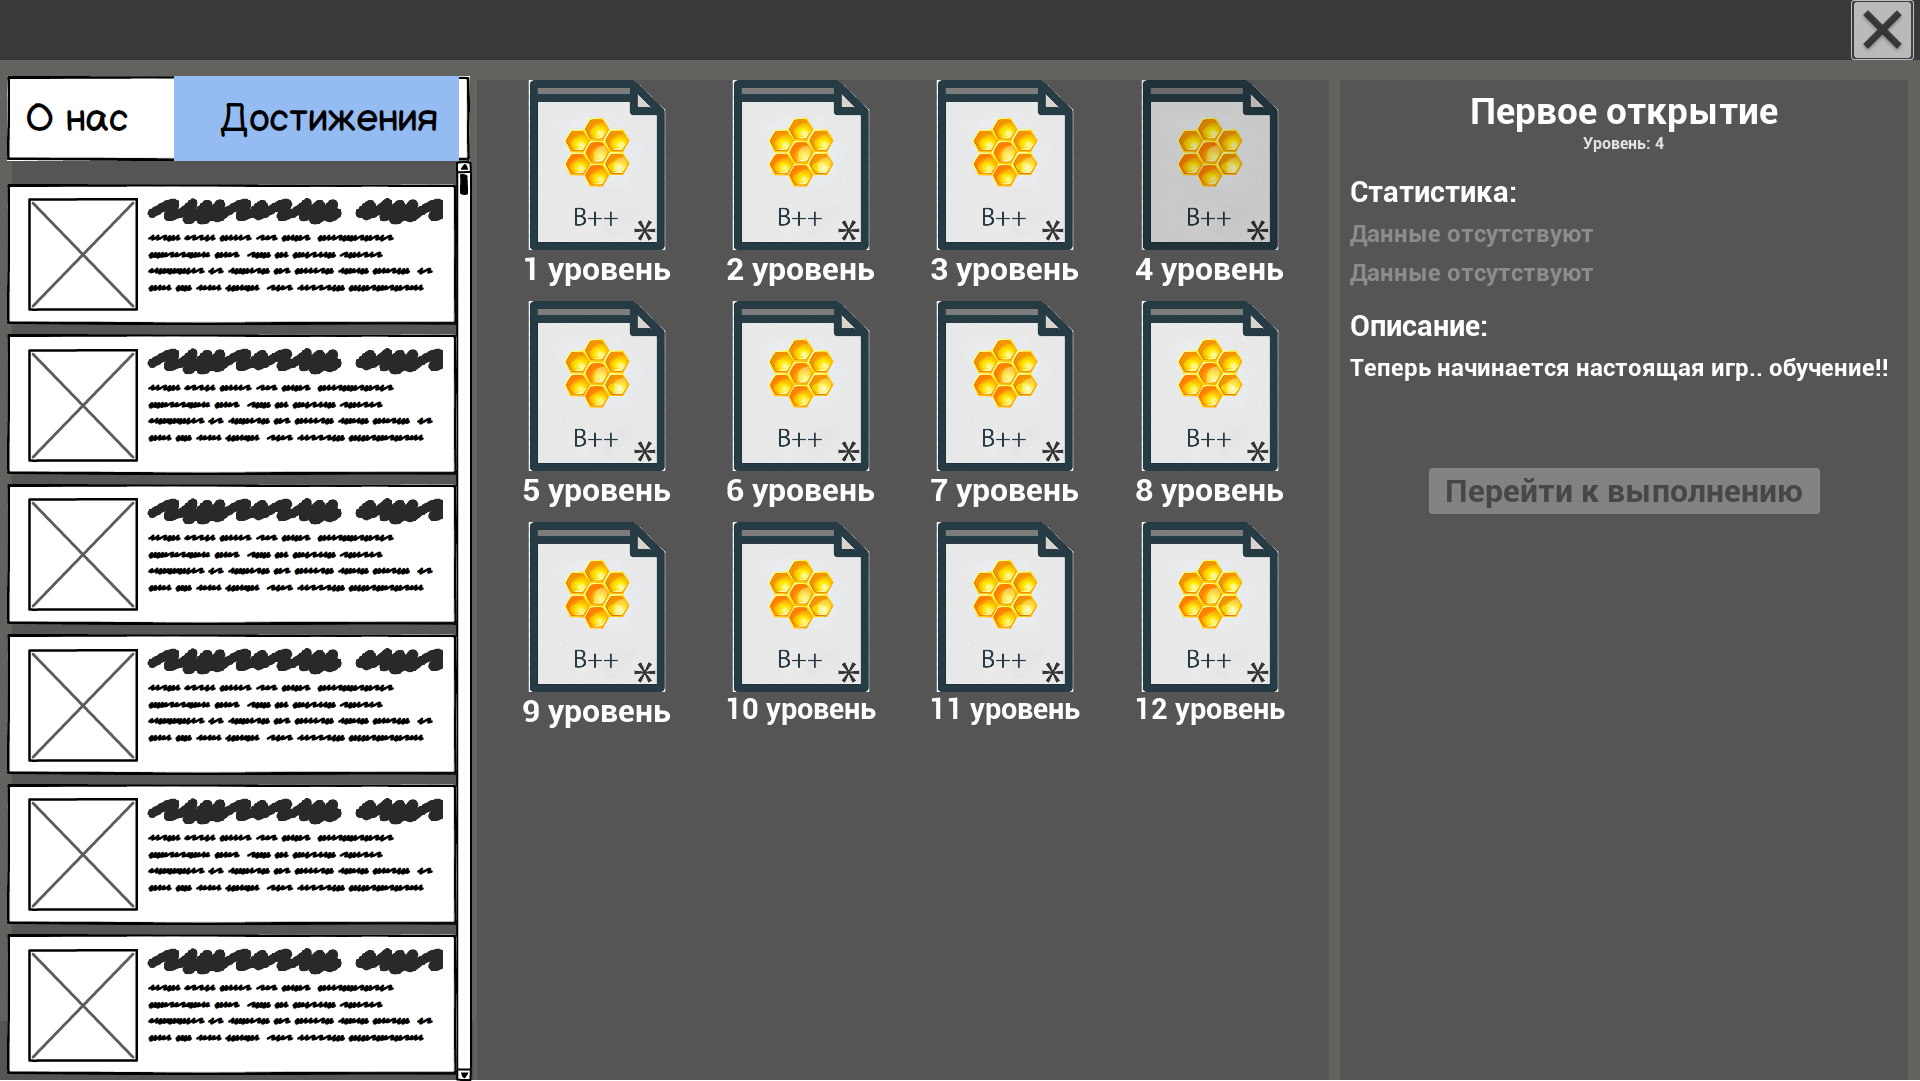 О нас
Достижения
B++
*
B++
*
B++
*
B++
*
1 уровень
2 уровень
3 уровень
4 уровень
B++
*
B++
*
B++
*
B++
*
5 уровень
6 уровень
7 уровень
8 уровень
B++
*
B++
*
B++
*
B++
*
9 уровень
10 уровень
11 уровень
12 уровень
Первое открытие
Уровень: 4
Статистика:
Данные отсутствуют
Данные отсутствуют
Описание:
Теперь начинается настоящая игр.. обучение!!
Перейти к выполнению